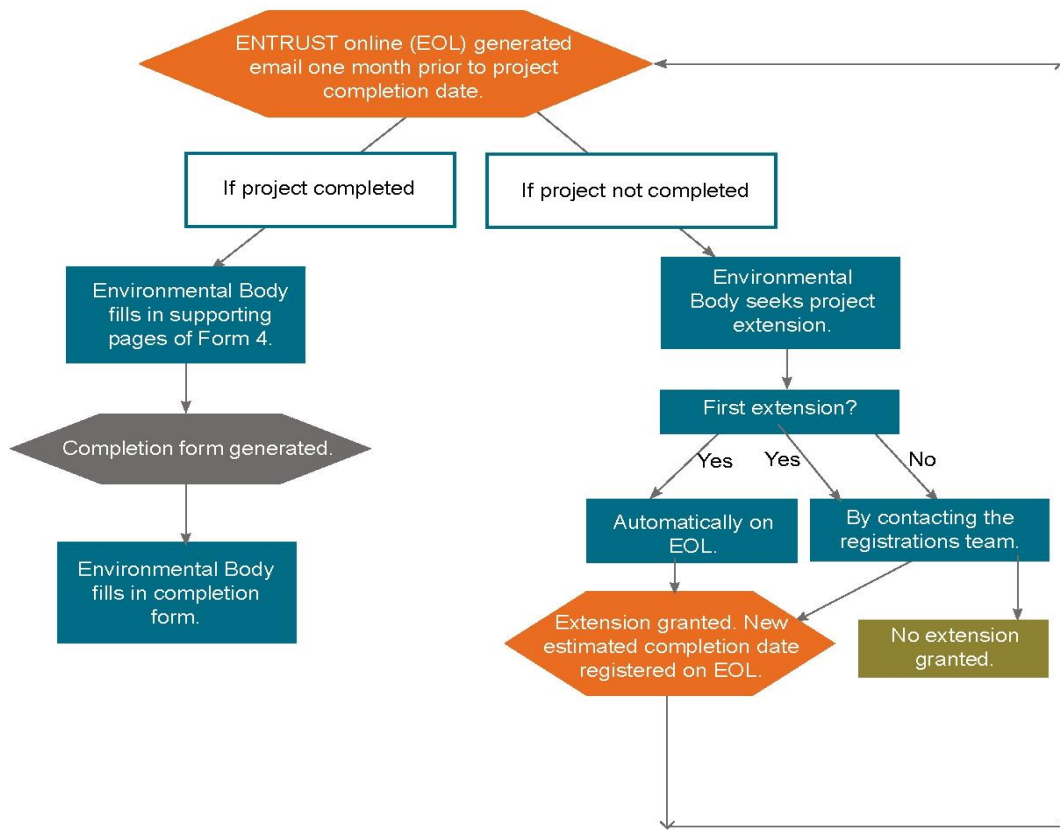 ENTRUST online (EOL) generated
email one month prior to project
completion date.
If project completed
If project not completed
Environmental Body
fills in supporting
pages of Form 4.
Environmental
Body seeks project
extension.
First extension?
Completion form generated.
Yes
Yes
No
Automatically on
EOL.
By contacting the
registrations team.
Environmental Body
fills in completion
form.
Extension granted. New
estimated completion date
registered on EOL.
No extension
granted.